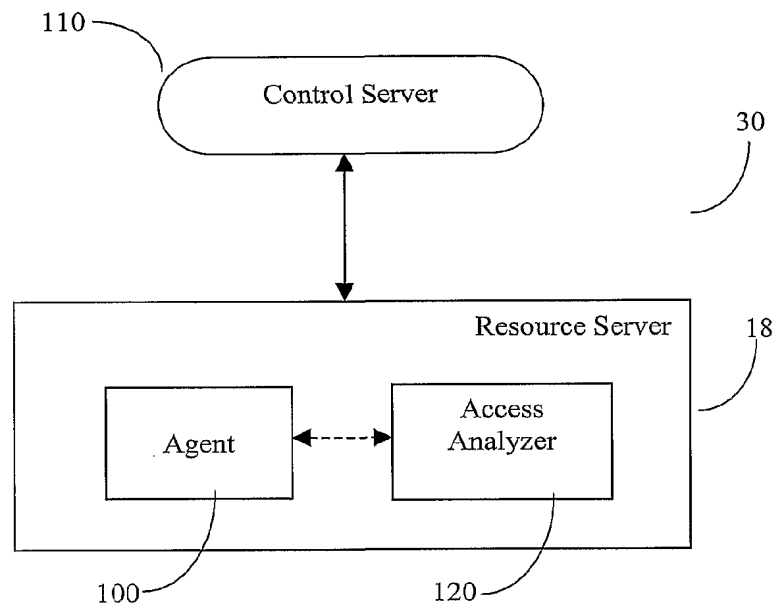 110
Control Server
30
Resource Server
18
Agent
Access
Analyzer
100
120